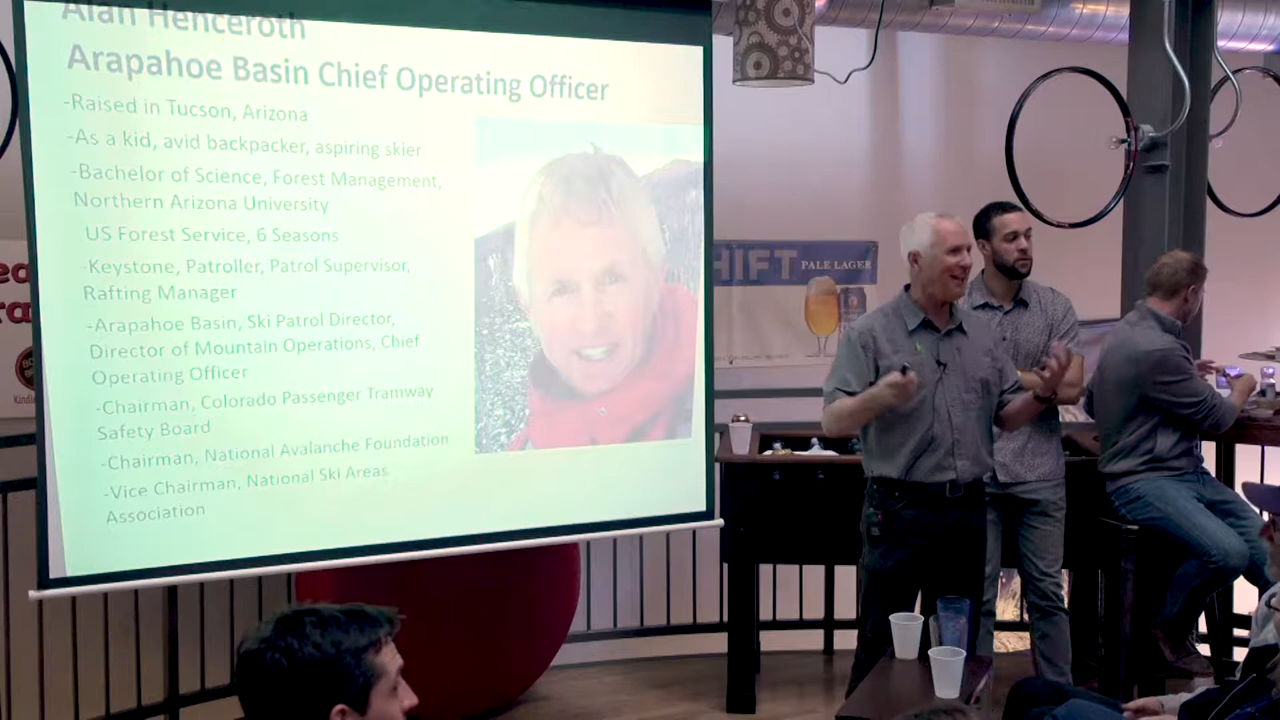 Alan Henceroth
Arapahoe Basin Chief Operating Officer
-Raised in Tucson, Arizona
-As a kid, avid backpacker, aspiring skier
-Bachelor of Science, Forest Management,
Northern Arizona University
US Forest Service, 6 Seasons
-Keystone, Patroller, Patrol Supervisor,
Rafting Manager
-Arapahoe Basin, Ski Patrol Director,
Director of Mountain Operations, Chief
Operating Officer
-Chairman, Colorado Passenger Tramway
Safety Board
-Chairman, National Avalanche Foundation
-Vice Chairman, National Ski Areas
Association
HIFT PALE LAGER